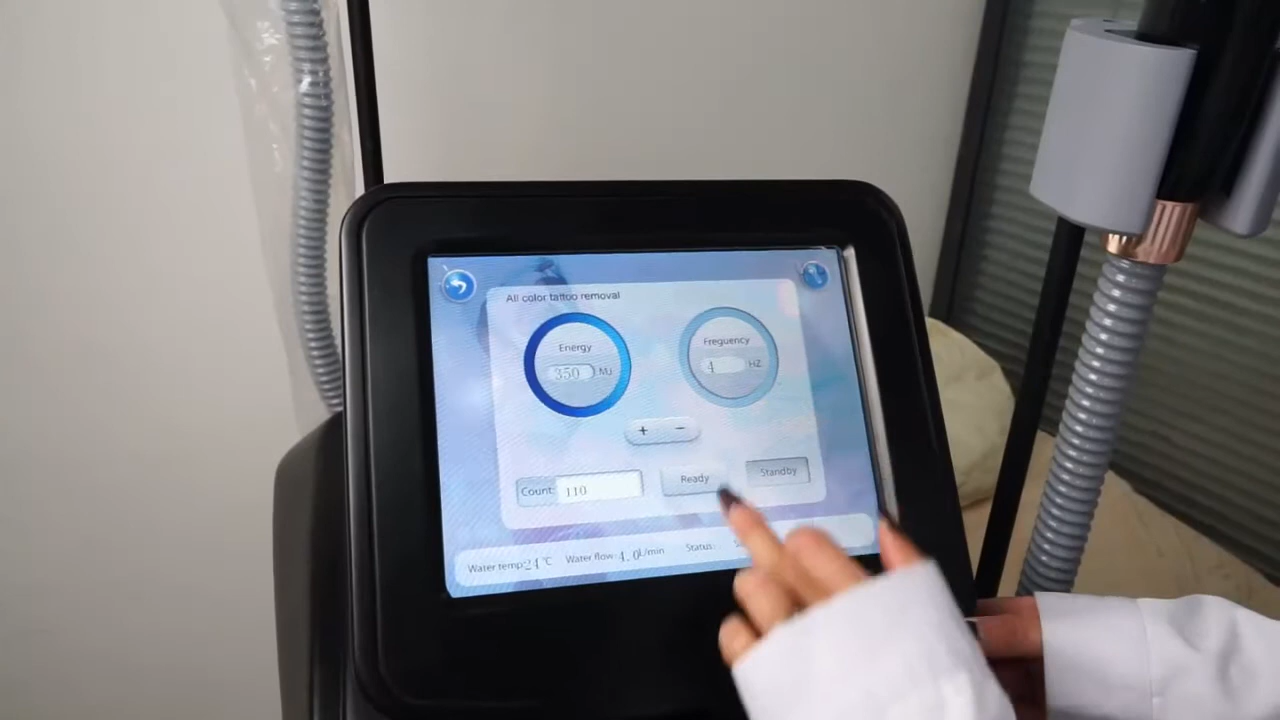 All color tattoo removal
Energy
350 MJ
Freguency
4 HZ
+ −
Count: 110
Ready
Standby
Water temp:24 ℃ Water flow:4.0L/min Status: